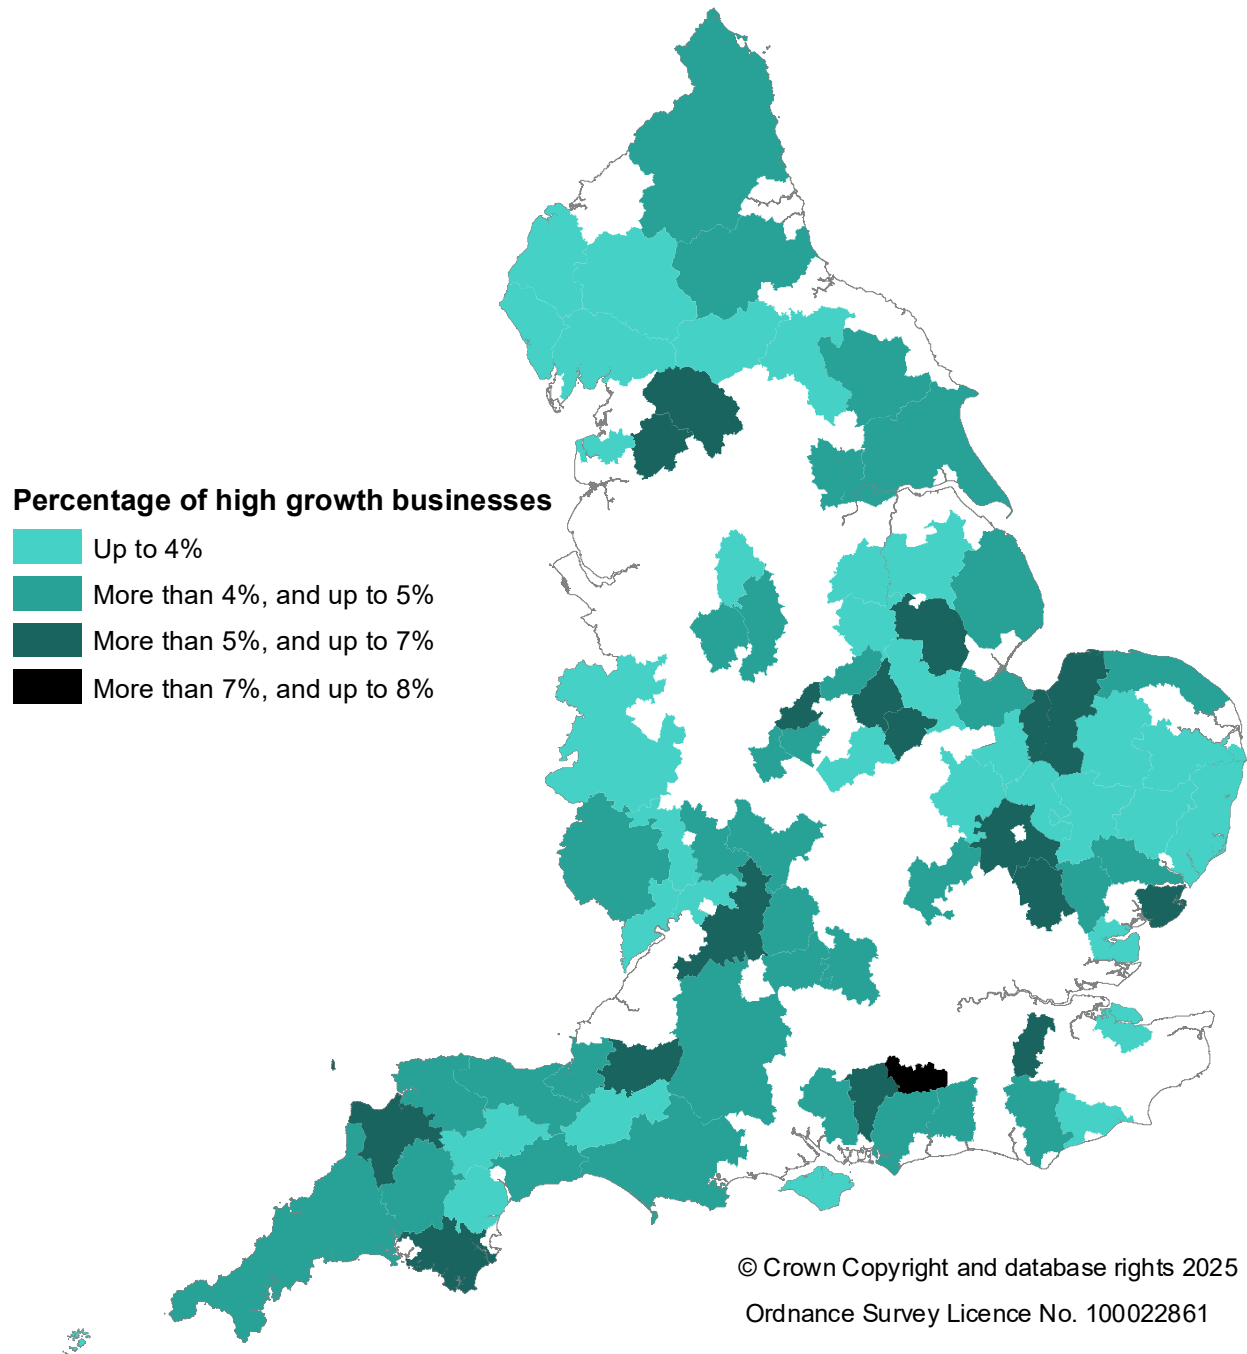 Percentage of high growth businesses
Up to 4%
More than 4%, and up to 5%
More than 5%, and up to 7%
More than 7%, and up to 8%
© Crown Copyright and database rights 2025
Ordnance Survey Licence No. 100022861